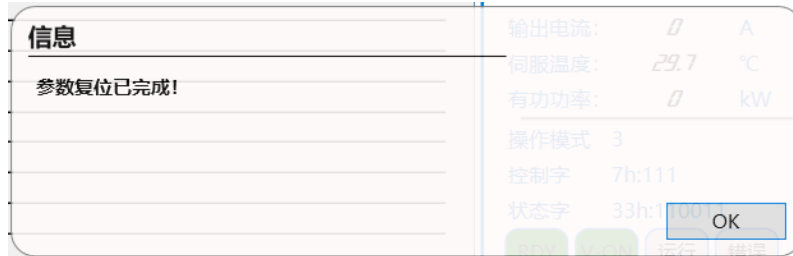 信息
参数复位已完成!
输出电流: 0 A
伺服温度: 29.7 ℃
有功功率: 0 kW
操作模式 3
控制字 7h:111
状态字 33h:110011
OK
RDY V-ON 运行 错误